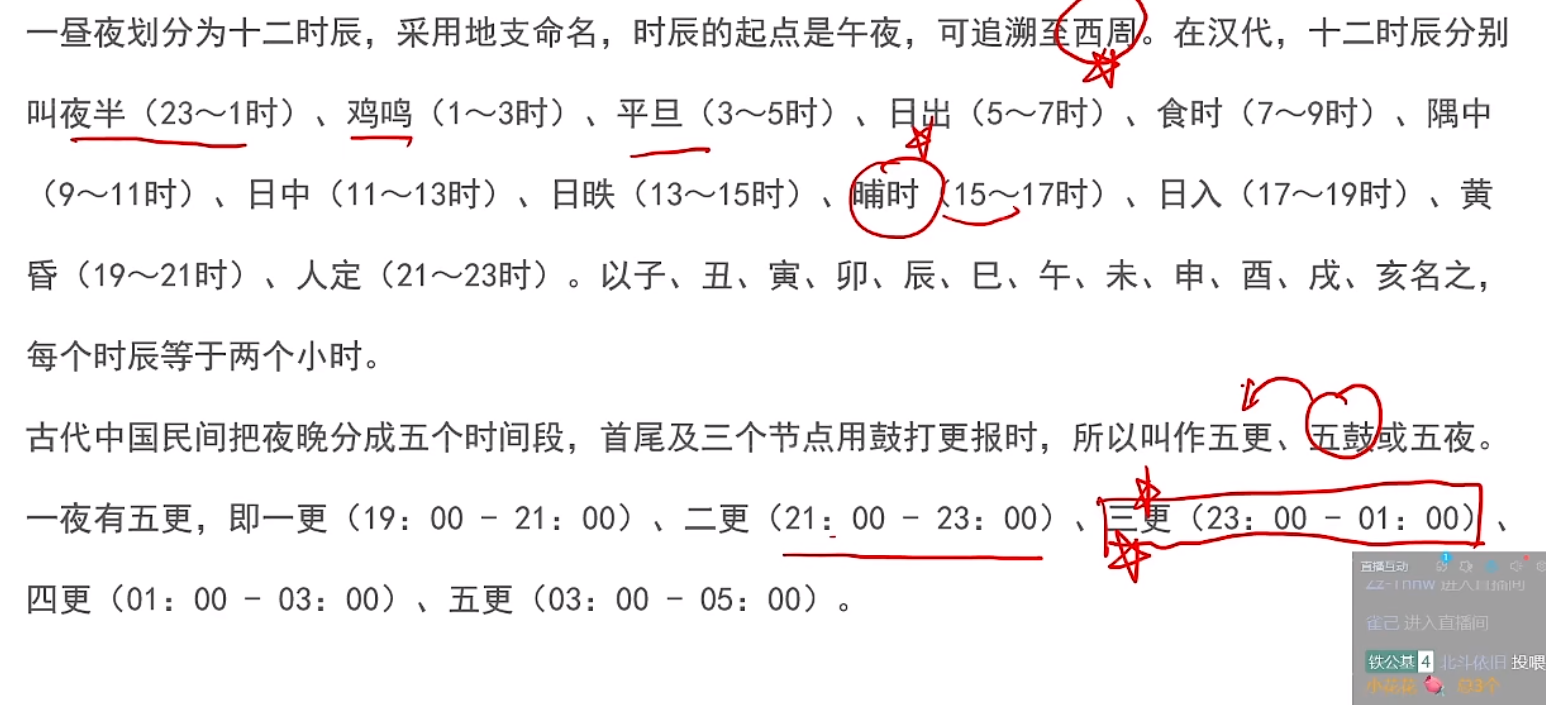 一昼夜划分为十二时辰，采用地支命名，时辰的起点是午夜，可追溯至西周。在汉代，十二时辰分别
叫夜半（23～1时）、鸡鸣（1～3时）、平旦（3～5时）、日出（5～7时）、食时（7～9时）、隅中
（9～11时）、日中（11～13时）、日昳（13～15时）、晡时（15～17时）、日入（17～19时）、黄
昏（19～21时）、人定（21～23时）。以子、丑、寅、卯、辰、巳、午、未、申、酉、戌、亥名之，
每个时辰等于两个小时。
古代中国民间把夜晚分成五个时间段，首尾及三个节点用鼓打更报时，所以叫作五更、五鼓或五夜。
一夜有五更，即一更（19：00 - 21：00）、二更（21：00 - 23：00）、三更（23：00 - 01：00）、
四更（01：00 - 03：00）、五更（03：00 - 05：00）。
直播互动
1
进入直播间
雀己 进入直播间
铁公基 4 北斗依旧 投喂
小花花 总3个